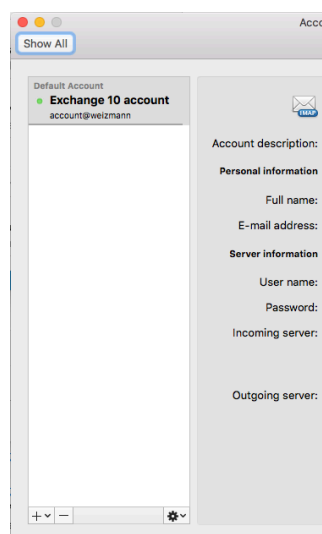 Acco
Show All
Default Account
Exchange 10 account
account@weizmann
IMAP
Account description:
Personal information
Full name:
E-mail address:
Server information
User name:
Password:
Incoming server:
Outgoing server: